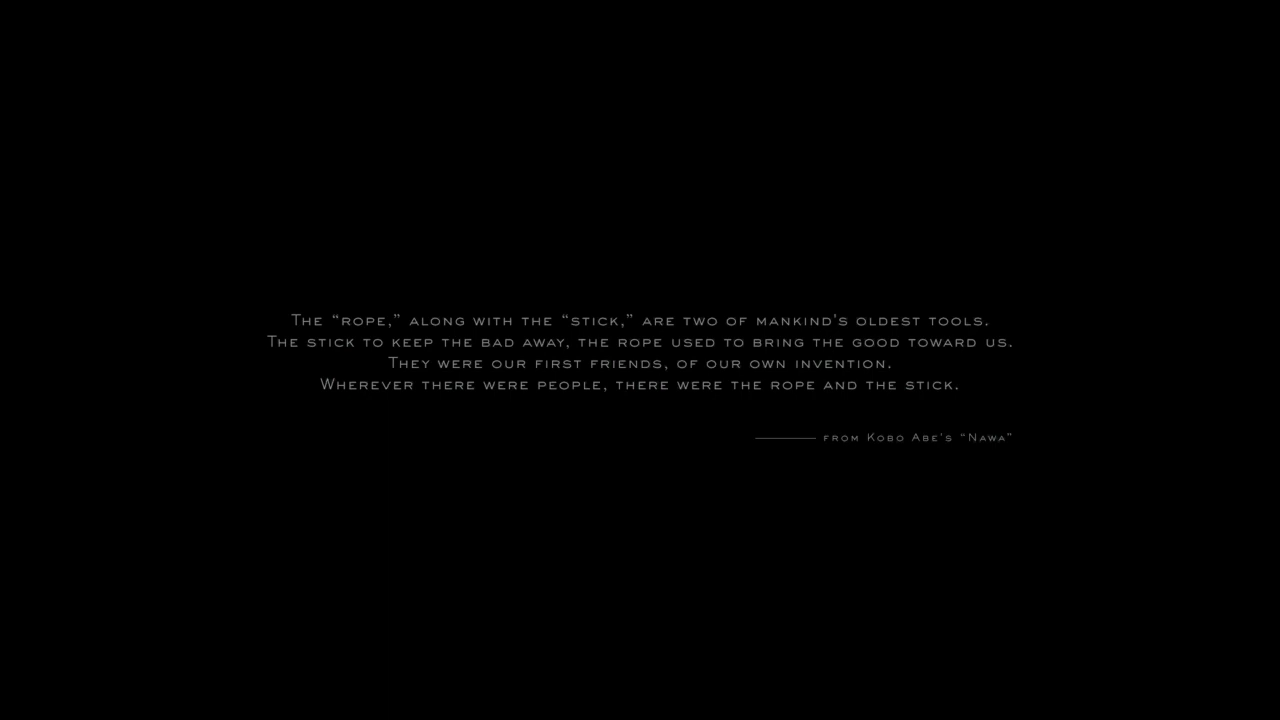 The “rope,” along with the “stick,” are two of mankind's oldest tools.
The stick to keep the bad away, the rope used to bring the good toward us.
They were our first friends, of our own invention.
Wherever there were people, there were the rope and the stick.
from Kobo Abe's “Nawa”